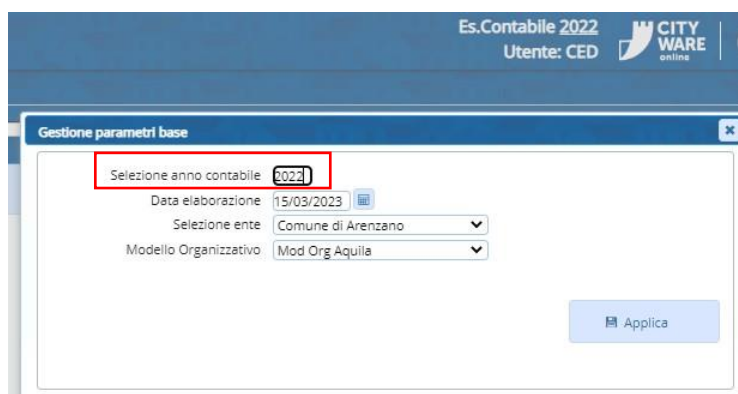 Es.Contabile 2022
Utente: CED
CITY
WARE
online
Gestione parametri base
Selezione anno contabile 2022
Data elaborazione 15/03/2023
Selezione ente Comune di Arenzano
Modello Organizzativo Mod Org Aquila
Applica